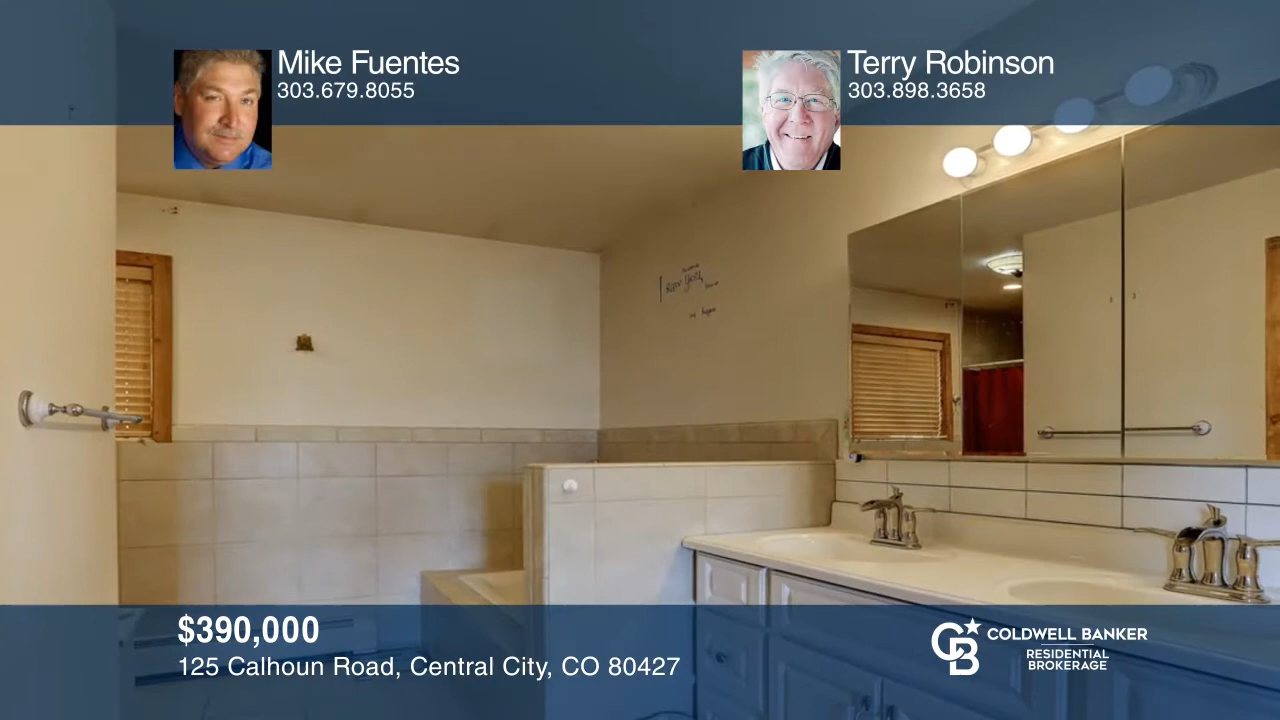 Mike Fuentes
303.679.8055
Terry Robinson
303.898.3658
$390,000
125 Calhoun Road, Central City, CO 80427
CB
COLDWELL BANKER
RESIDENTIAL
BROKERAGE